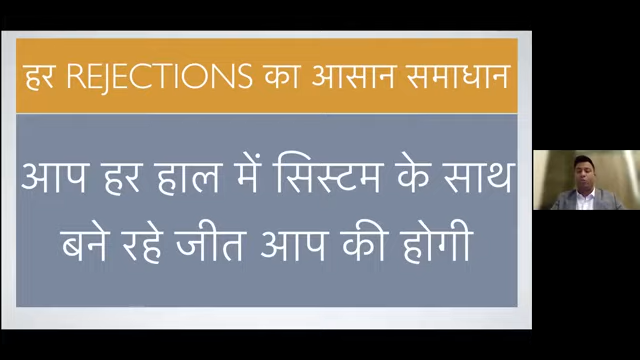 हर REJECTIONS का आसान समाधान
आप हर हाल में सिस्टम के साथ
बने रहे जीत आप की होगी